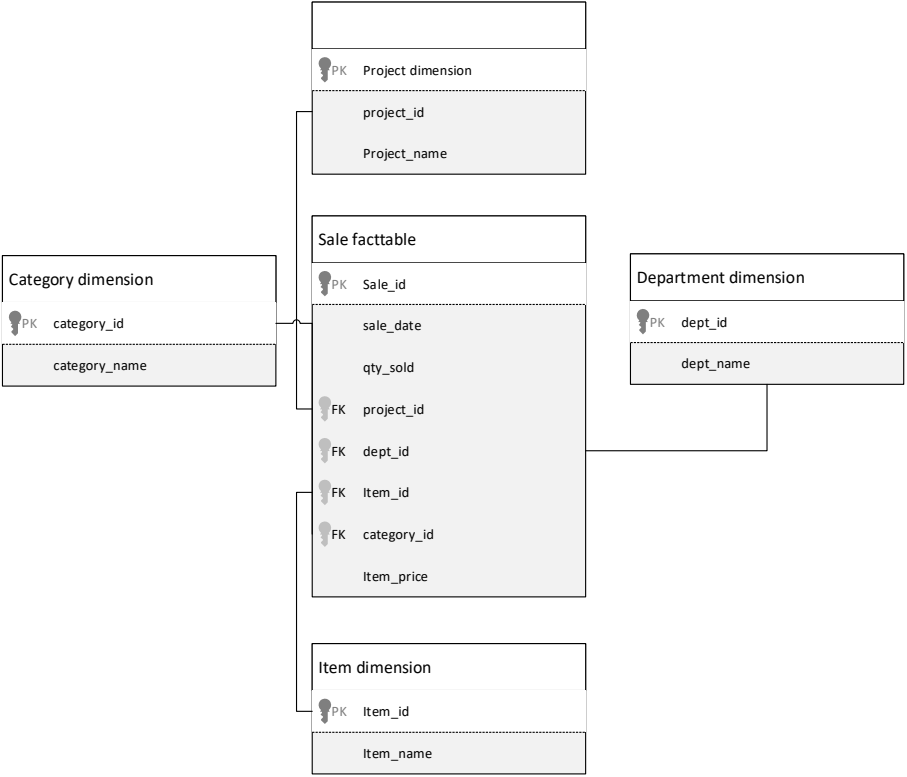 PK Project dimension
project_id
Project_name
Sale facttable
PK Sale_id
sale_date
qty_sold
FK project_id
FK dept_id
FK Item_id
FK category_id
Item_price
Category dimension
PK category_id
category_name
Department dimension
PK dept_id
dept_name
Item dimension
PK Item_id
Item_name